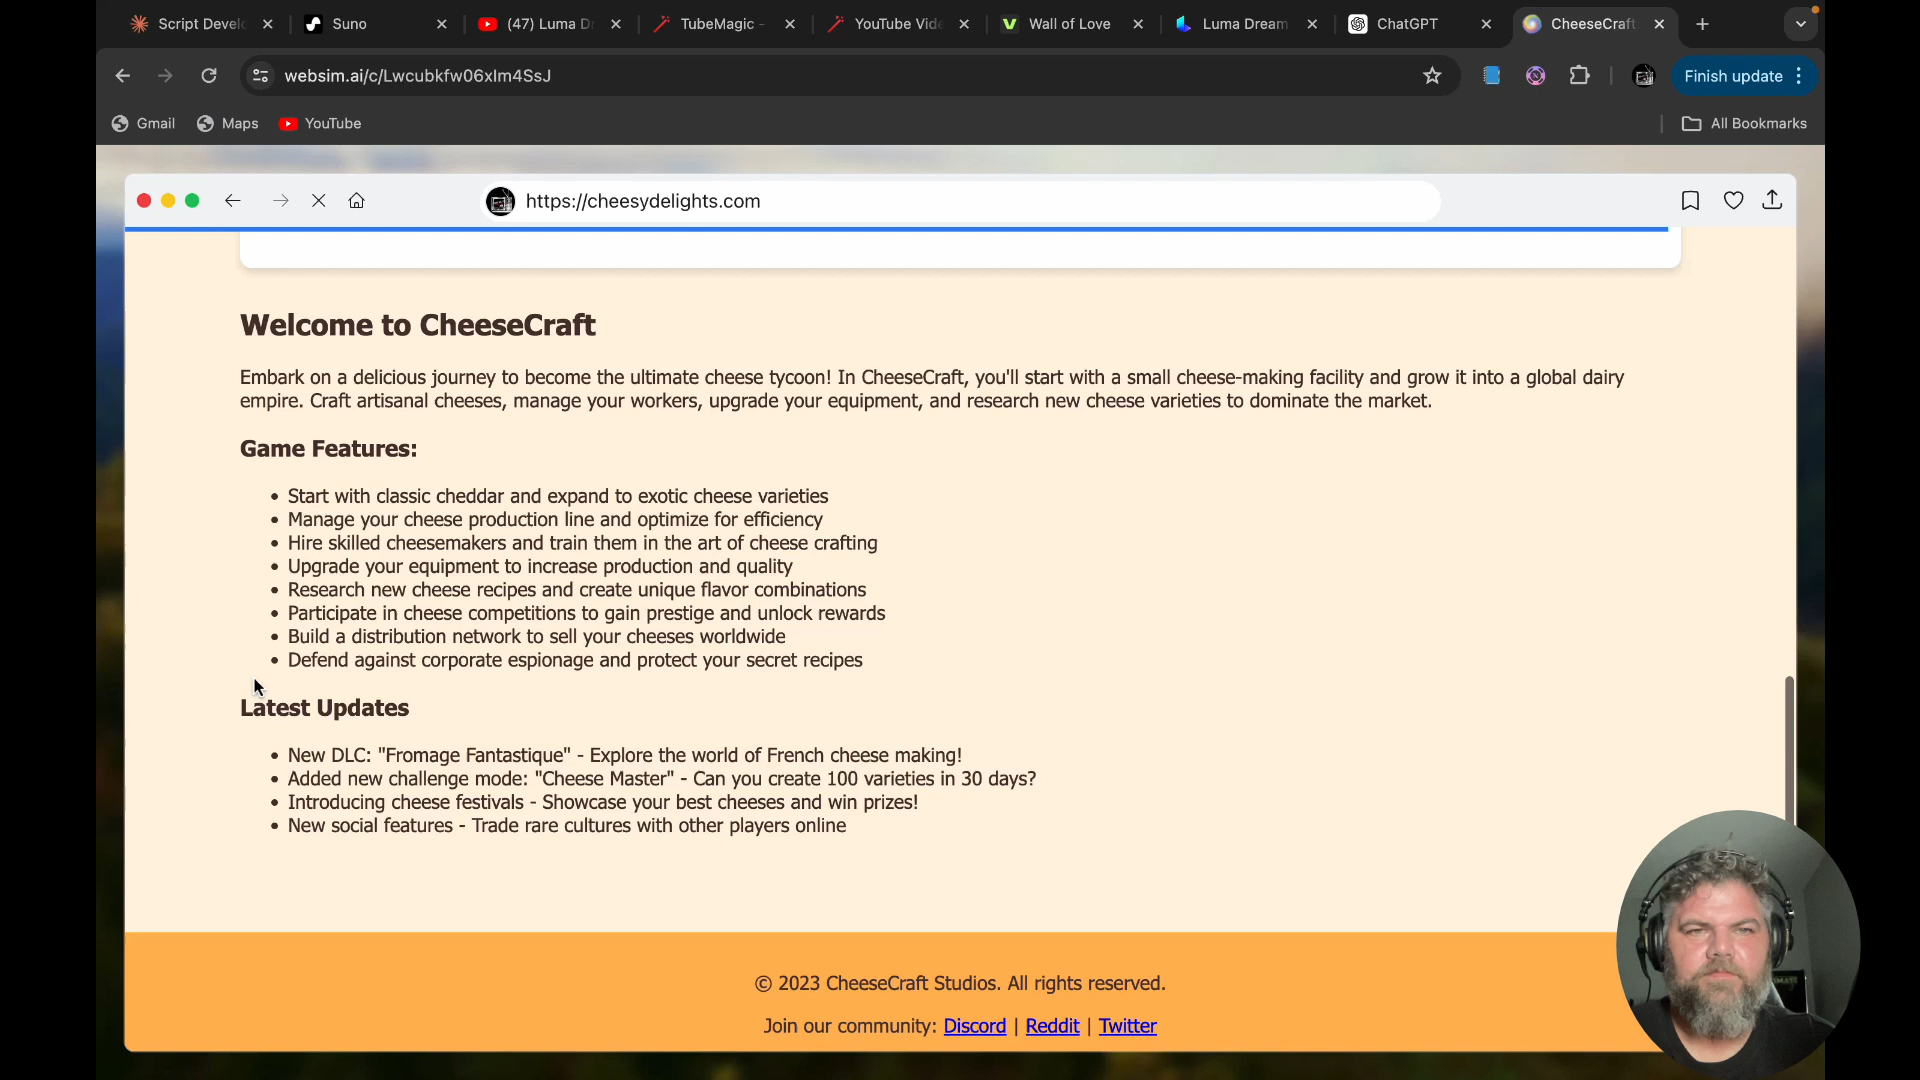 Script Devel
Suno
(47) Luma D
TubeMagic -
YouTube Vid
Wall of Love
Luma Dream
ChatGPT
CheeseCraft
websim.ai/c/Lwcubkfw06xIm4SsJ
Finish update
Gmail
Maps
YouTube
All Bookmarks
https://cheesydelights.com
Welcome to CheeseCraft
Embark on a delicious journey to become the ultimate cheese tycoon! In CheeseCraft, you'll start with a small cheese-making facility and grow it into a global dairy
empire. Craft artisanal cheeses, manage your workers, upgrade your equipment, and research new cheese varieties to dominate the market.
Game Features:
• Start with classic cheddar and expand to exotic cheese varieties
• Manage your cheese production line and optimize for efficiency
• Hire skilled cheesemakers and train them in the art of cheese crafting
• Upgrade your equipment to increase production and quality
• Research new cheese recipes and create unique flavor combinations
• Participate in cheese competitions to gain prestige and unlock rewards
• Build a distribution network to sell your cheeses worldwide
• Defend against corporate espionage and protect your secret recipes
Latest Updates
• New DLC: "Fromage Fantastique" - Explore the world of French cheese making!
• Added new challenge mode: "Cheese Master" - Can you create 100 varieties in 30 days?
• Introducing cheese festivals - Showcase your best cheeses and win prizes!
• New social features - Trade rare cultures with other players online
© 2023 CheeseCraft Studios. All rights reserved.
Join our community: Discord | Reddit | Twitter